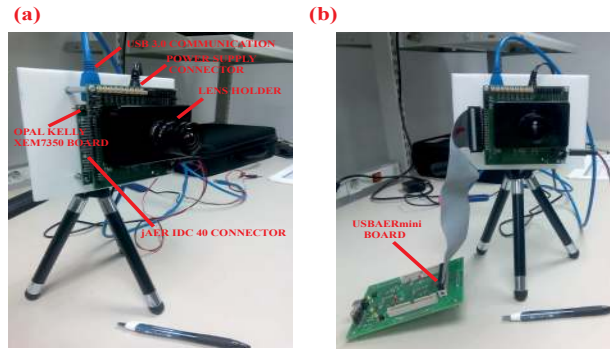 (a)
(b)
USB 3.0 COMMUNICATION
POWER SUPPLY
CONNECTOR
LENS HOLDER
OPAL KELLY
XEM7350 BOARD
jAER IDC 40 CONNECTOR
USBAERmini
BOARD